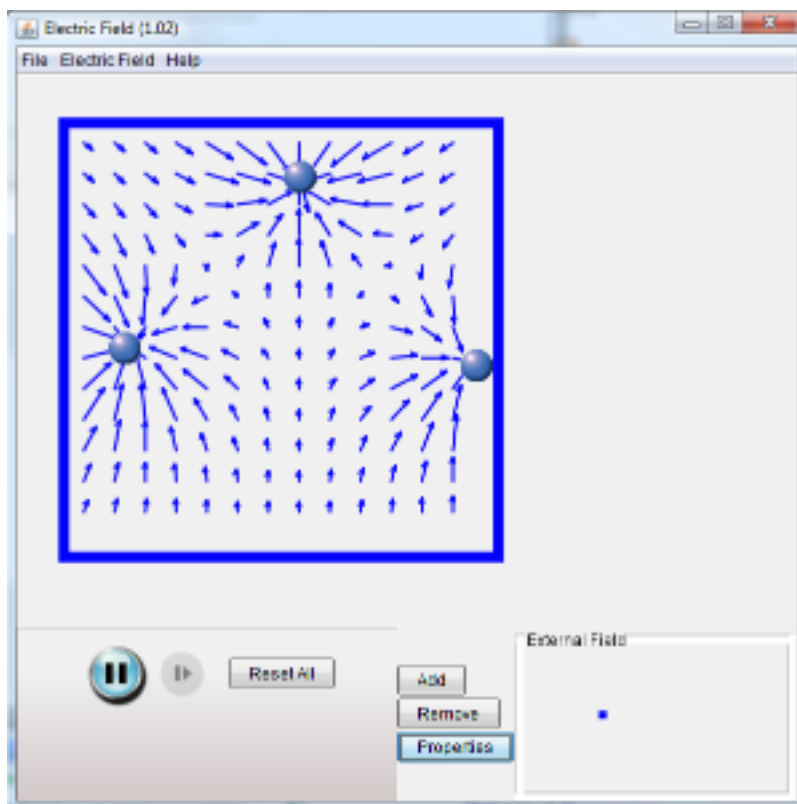 Electric Field (1.02)
File Electric Field Help
External Field
Reset All
Add
Remove
Properties